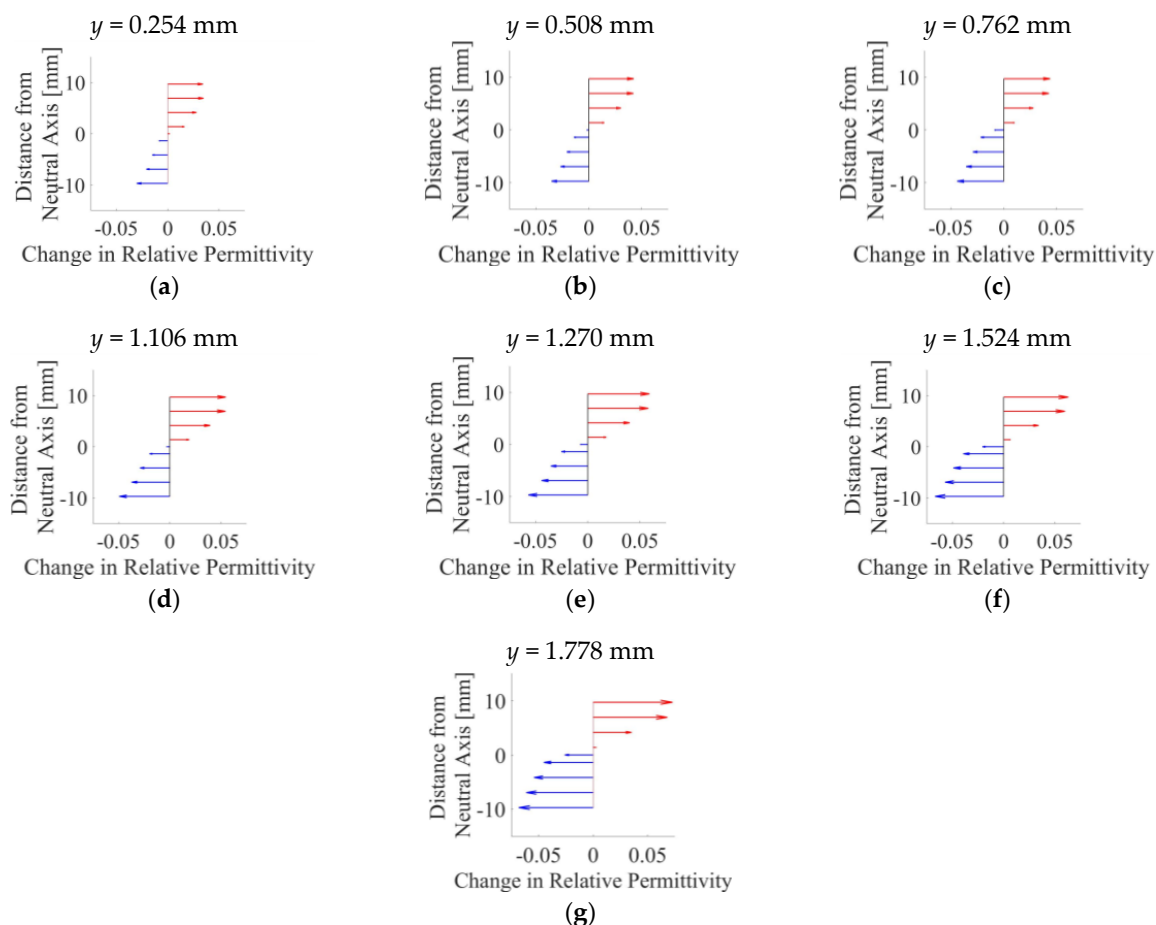 y = 0.254 mm
Distance from
Neutral Axis [mm]
10
0
-10
-0.05 0 0.05
Change in Relative Permittivity
(a)
y = 0.508 mm
Distance from
Neutral Axis [mm]
10
0
-10
-0.05 0 0.05
Change in Relative Permittivity
(b)
y = 0.762 mm
Distance from
Neutral Axis [mm]
10
0
-10
-0.05 0 0.05
Change in Relative Permittivity
(c)
y = 1.106 mm
Distance from
Neutral Axis [mm]
10
0
-10
-0.05 0 0.05
Change in Relative Permittivity
(d)
y = 1.270 mm
Distance from
Neutral Axis [mm]
10
0
-10
-0.05 0 0.05
Change in Relative Permittivity
(e)
y = 1.524 mm
Distance from
Neutral Axis [mm]
10
0
-10
-0.05 0 0.05
Change in Relative Permittivity
(f)
y = 1.778 mm
Distance from
Neutral Axis [mm]
10
0
-10
-0.05 0 0.05
Change in Relative Permittivity
(g)